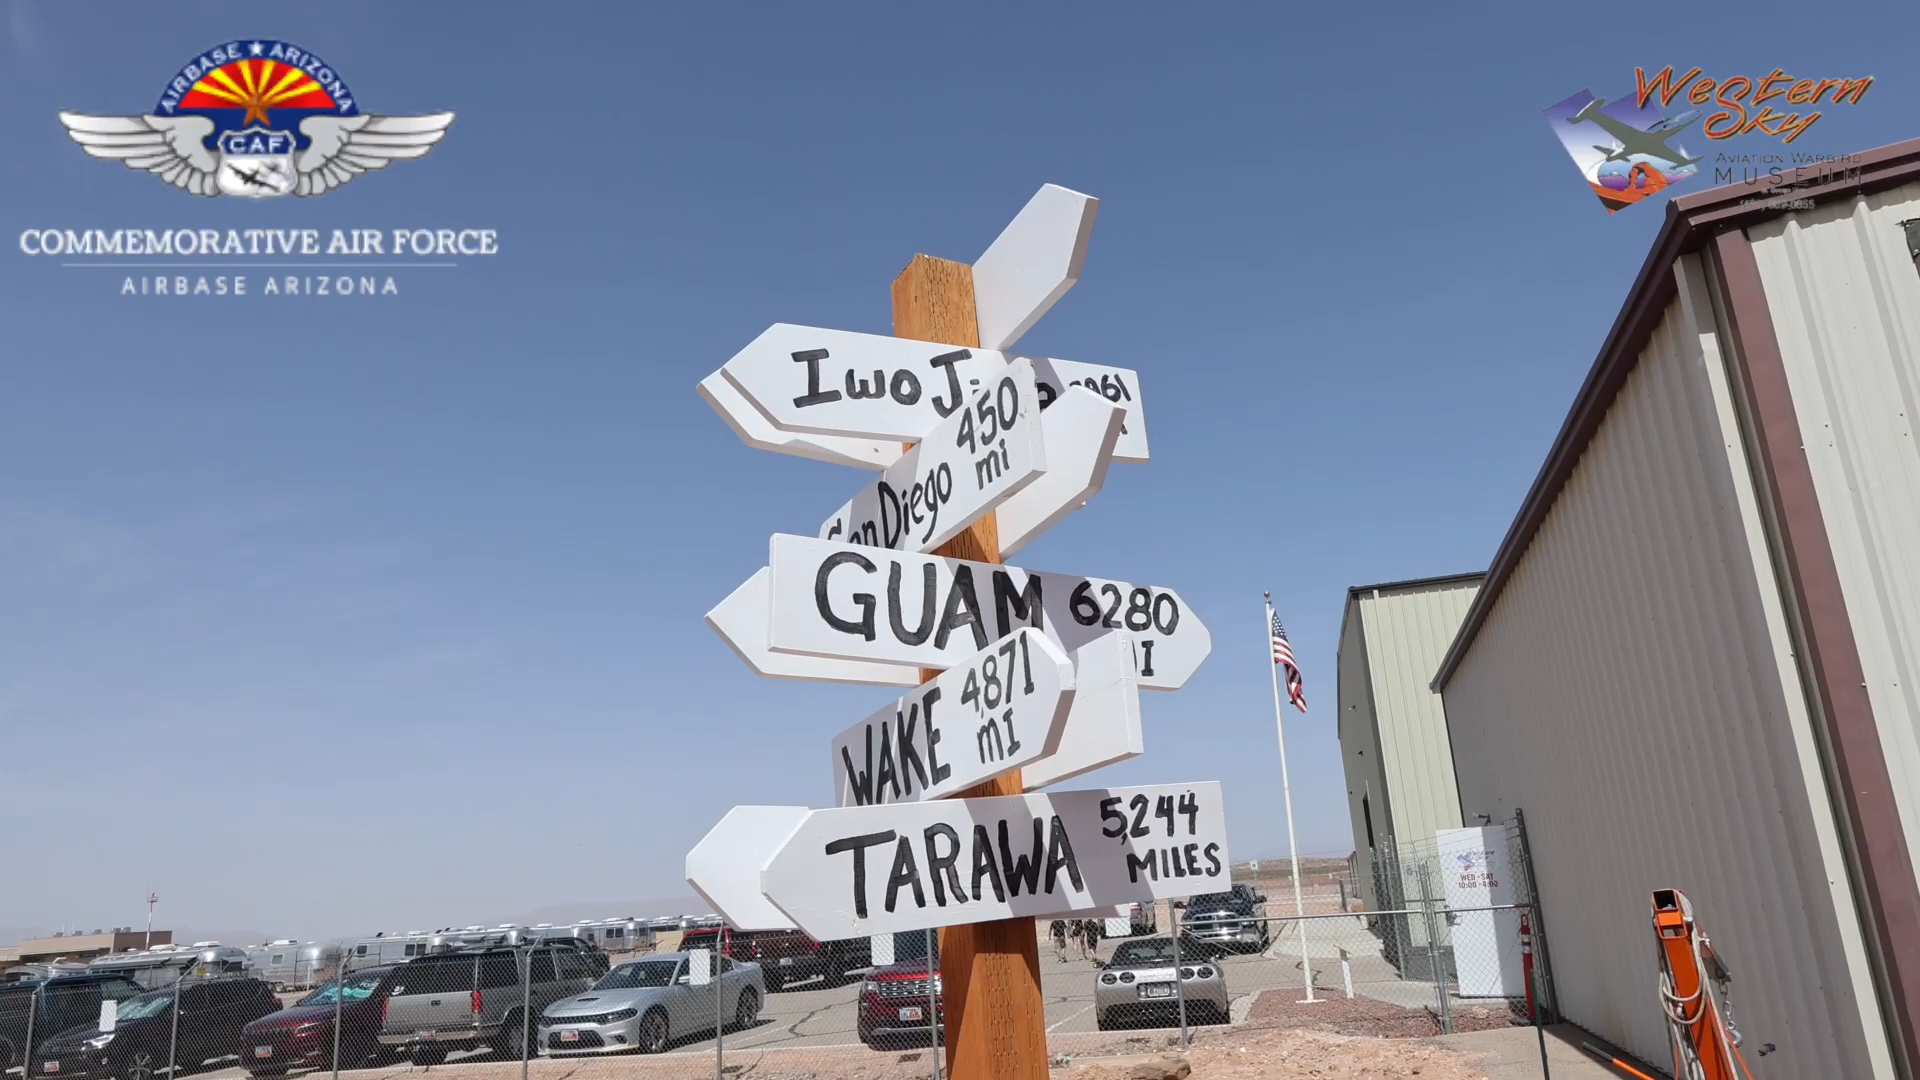 AIRBASE ★ ARIZONA
CAF
COMMEMORATIVE AIR FORCE
AIRBASE ARIZONA
Western
Sky
AVIATION WARBIRD
MUSEUM
Iwo
450
mi
San Diego
GUAM 6280
WAKE 4871
MI
TARAWA 5,244
MILES
WED - SAT
10:00 - 4:00